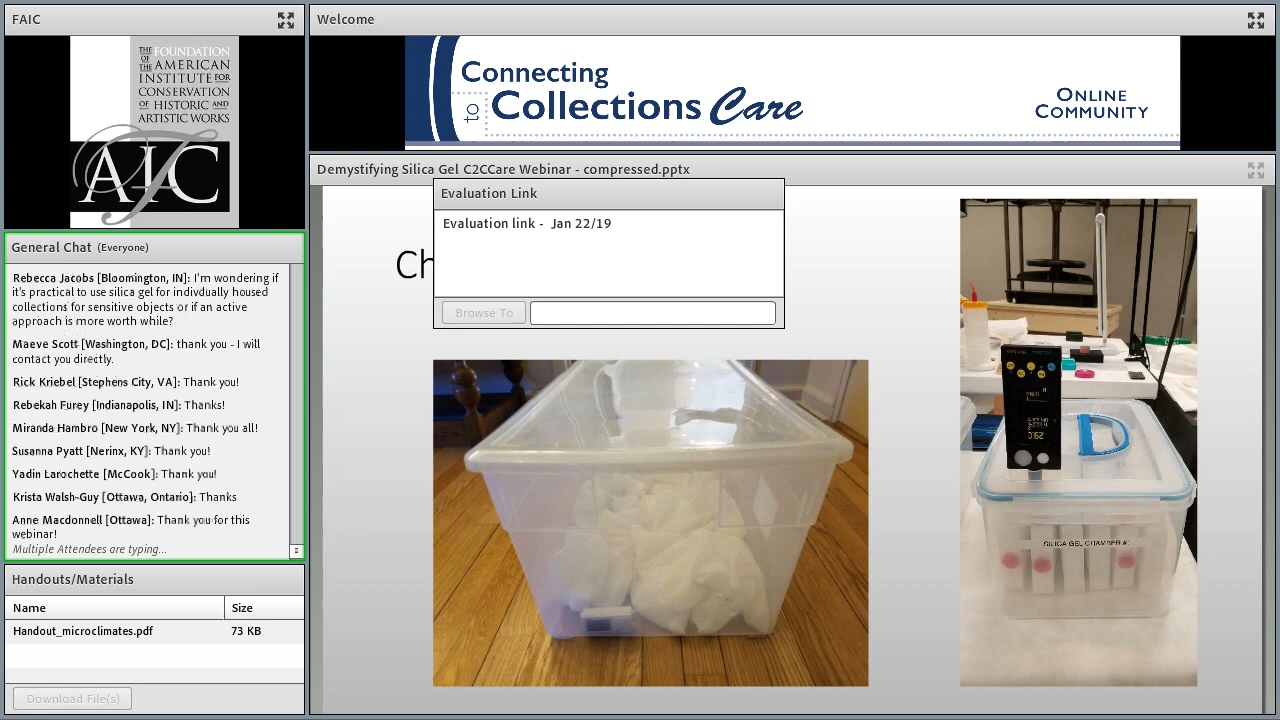 FAIC
THE FOUNDATION
OF THE AMERICAN
INSTITUTE FOR
CONSERVATION
OF HISTORIC AND
ARTISTIC WORKS
AIC
General Chat (Everyone)
Rebecca Jacobs [Bloomington, IN]: I'm wondering if
it's practical to use silica gel for indivdually housed
collections for sensitive objects or if an active
approach is more worth while?
Maeve Scott [Washington, DC]: thank you - I will
contact you directly.
Rick Kriebel [Stephens City, VA]: Thank you!
Rebekah Furey [Indianapolis, IN]: Thanks!
Miranda Hambro [New York, NY]: Thank you all!
Susanna Pyatt [Nerinx, KY]: Thank you!
Yadin Larochette [McCook]: Thank you!
Krista Walsh-Guy [Ottawa, Ontario]: Thanks
Anne Macdonnell [Ottawa]: Thank you for this
webinar!
Multiple Attendees are typing...
Handouts/Materials
Name Size
Handout_microclimates.pdf 73 KB
Download File(s)
Welcome
Connecting
to Collections Care
ONLINE
COMMUNITY
Demystifying Silica Gel C2CCare Webinar - compressed.pptx
Ch
Evaluation Link
Evaluation link - Jan 22/19
Browse To
SILICA GEL CHAMBER #1